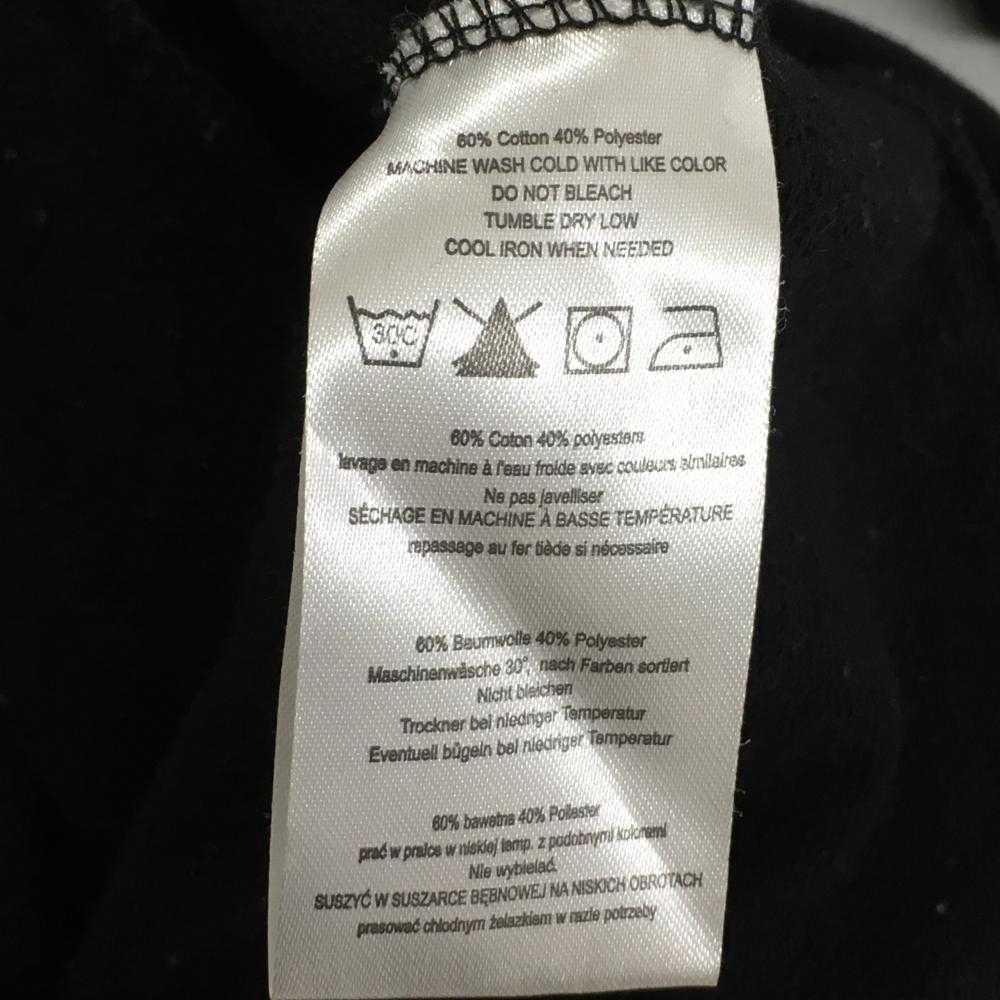 60% Cotton 40% Polyester
MACHINE WASH COLD WITH LIKE COLOR
DO NOT BLEACH
TUMBLE DRY LOW
COOL IRON WHEN NEEDED
30C
60% Coton 40% polyesters
lavage en machine à l'eau froide avec couleurs similaires
Ne pas javelliser
SÉCHAGE EN MACHINE À BASSE TEMPÉRATURE
repassage au fer tiède si nécessaire
60% Baumwolle 40% Polyester
Maschinenwäsche 30°, nach Farben sortiert
Nicht bleichen
Trockner bei niedriger Temperatur
Eventuell bügeln bei niedriger Temperatur
60% bawełna 40% Poliester
prać w pralce w niskiej temp. z podobnymi kolorami
Nie wybielać.
SUSZYĆ W SUSZARCE BĘBNOWEJ NA NISKICH OBROTACH
prasować chłodnym żelazkiem w razie potrzeby